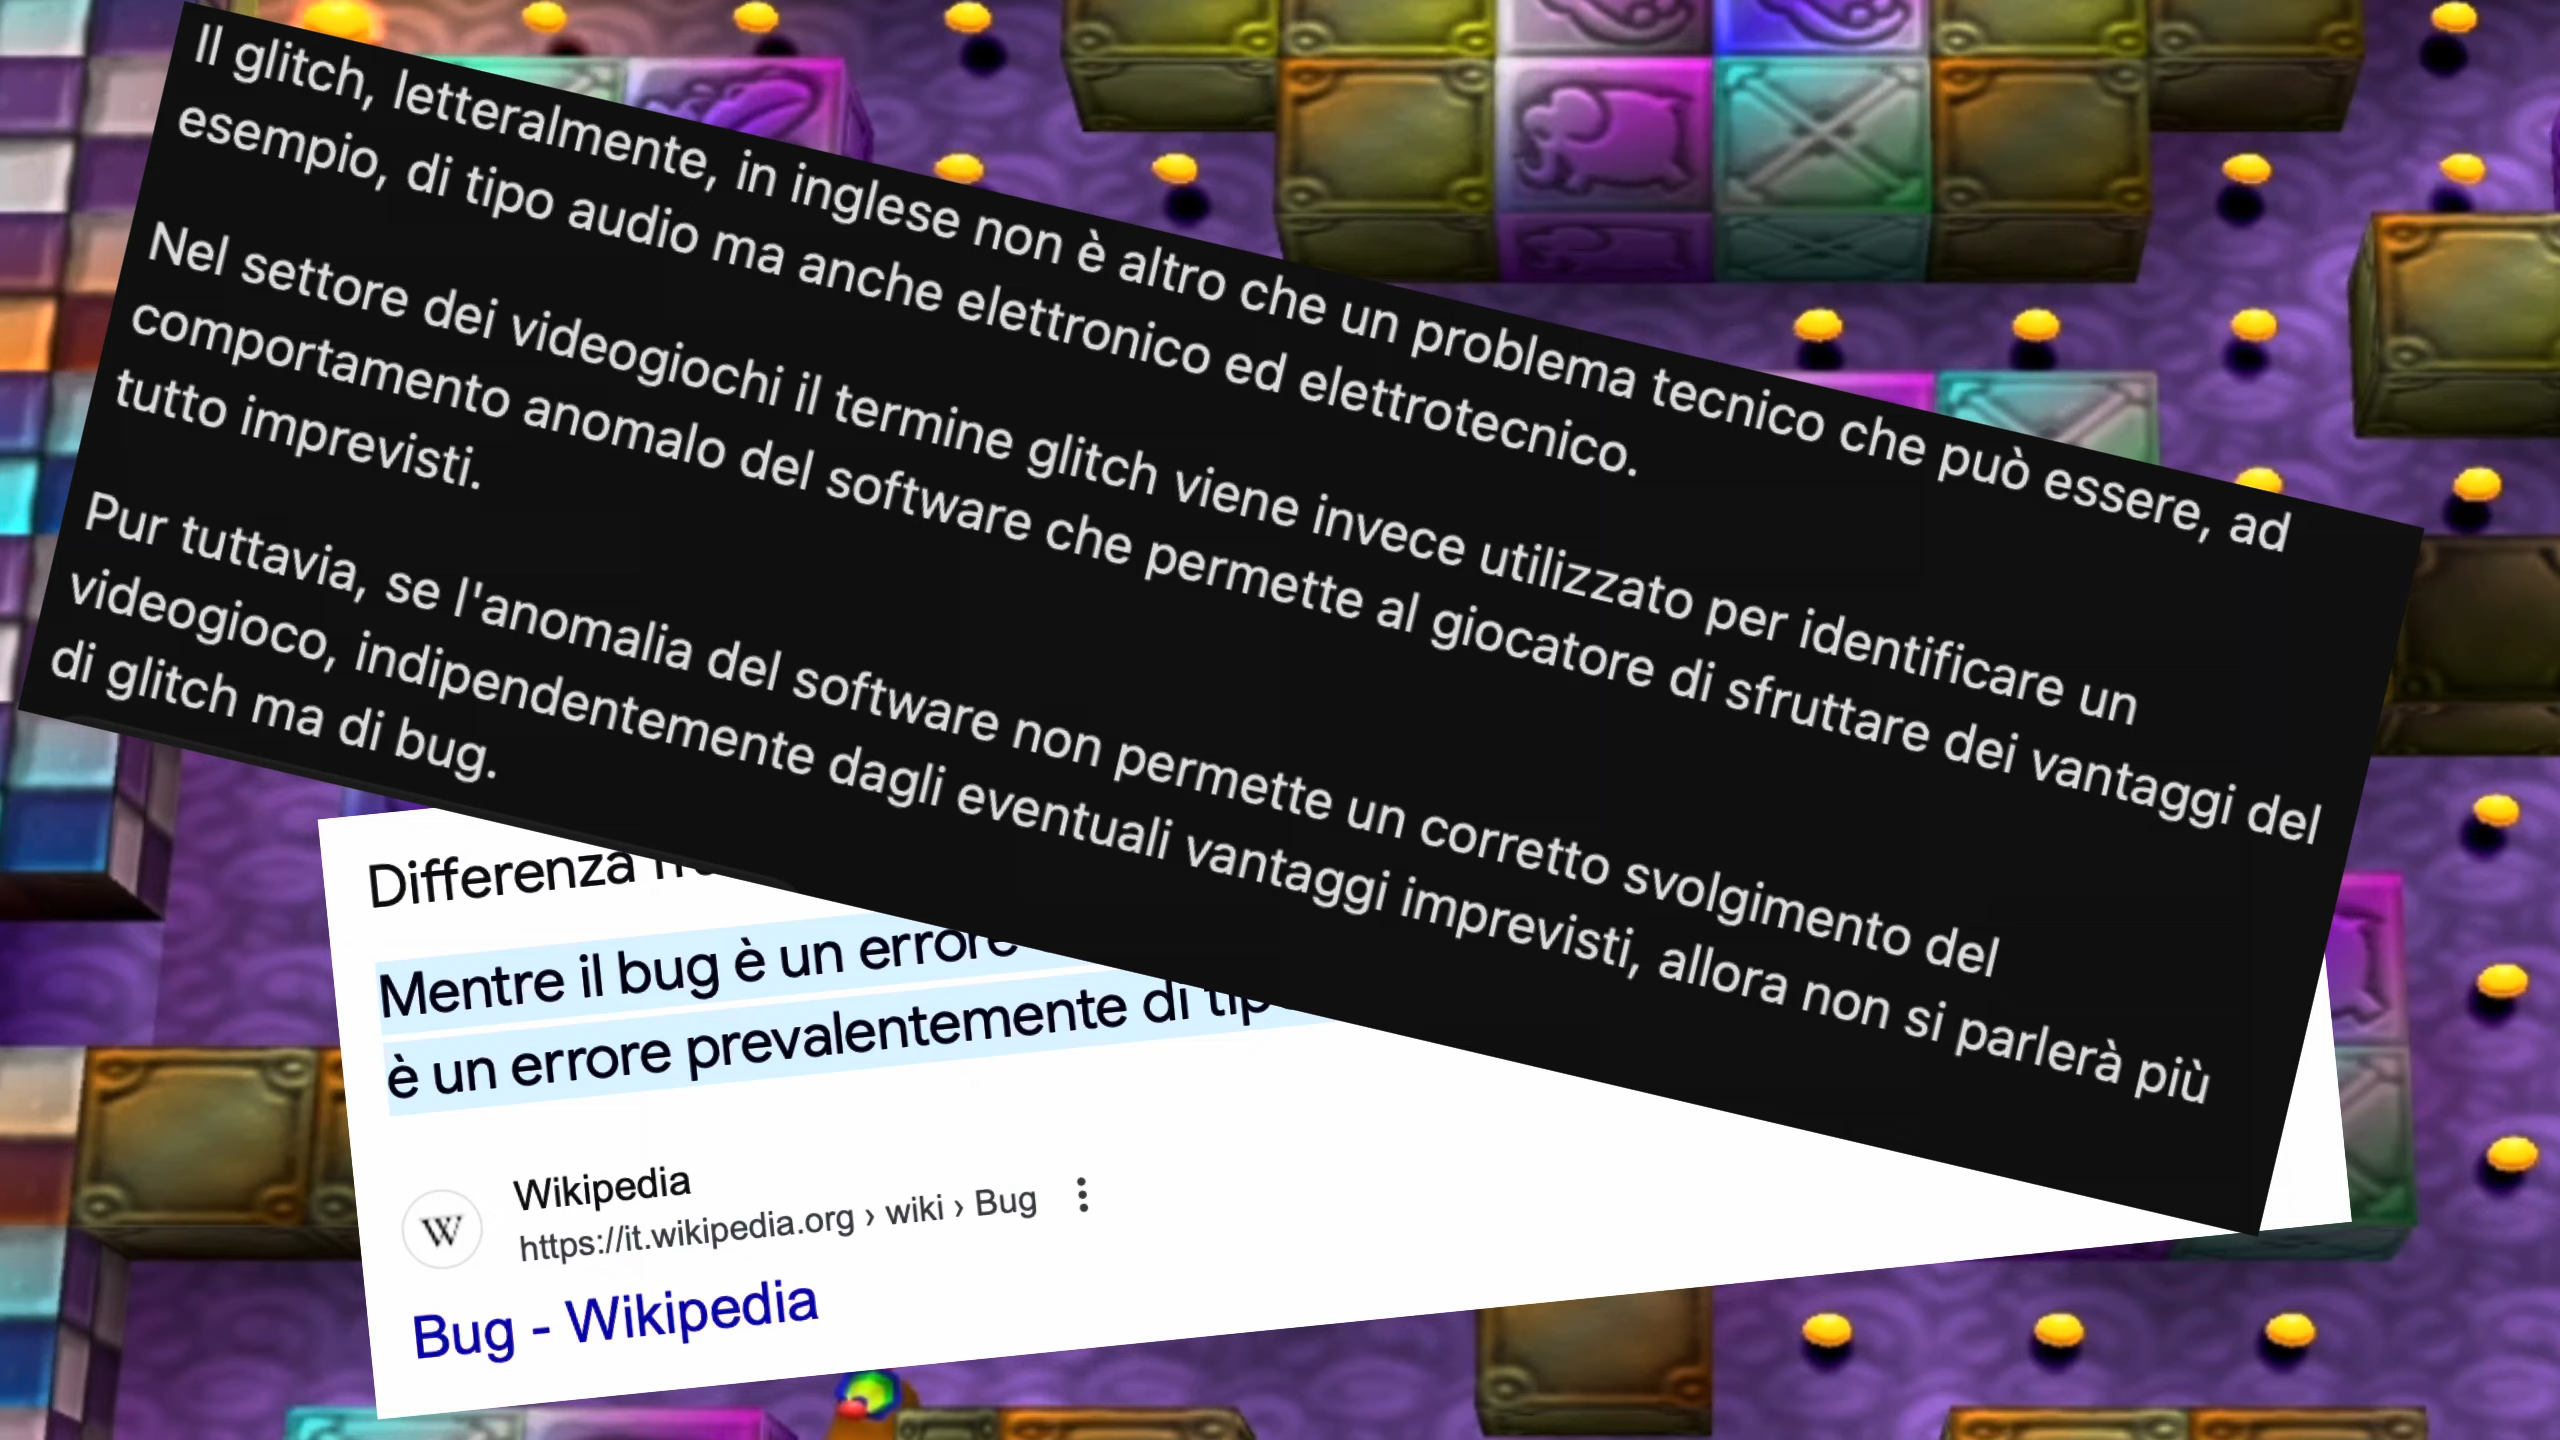 Il glitch, letteralmente, in inglese non è altro che un problema tecnico che può essere, ad
esempio, di tipo audio ma anche elettronico ed elettrotecnico.
Nel settore dei videogiochi il termine glitch viene invece utilizzato per identificare un
comportamento anomalo del software che permette al giocatore di sfruttare dei vantaggi del
tutto imprevisti.
Pur tuttavia, se l'anomalia del software non permette un corretto svolgimento del
videogioco, indipendentemente dagli eventuali vantaggi imprevisti, allora non si parlerà più
di glitch ma di bug.
Differenza
Mentre il bug è un errore
è un errore prevalentemente di
Wikipedia
https://it.wikipedia.org › wiki › Bug
Bug - Wikipedia